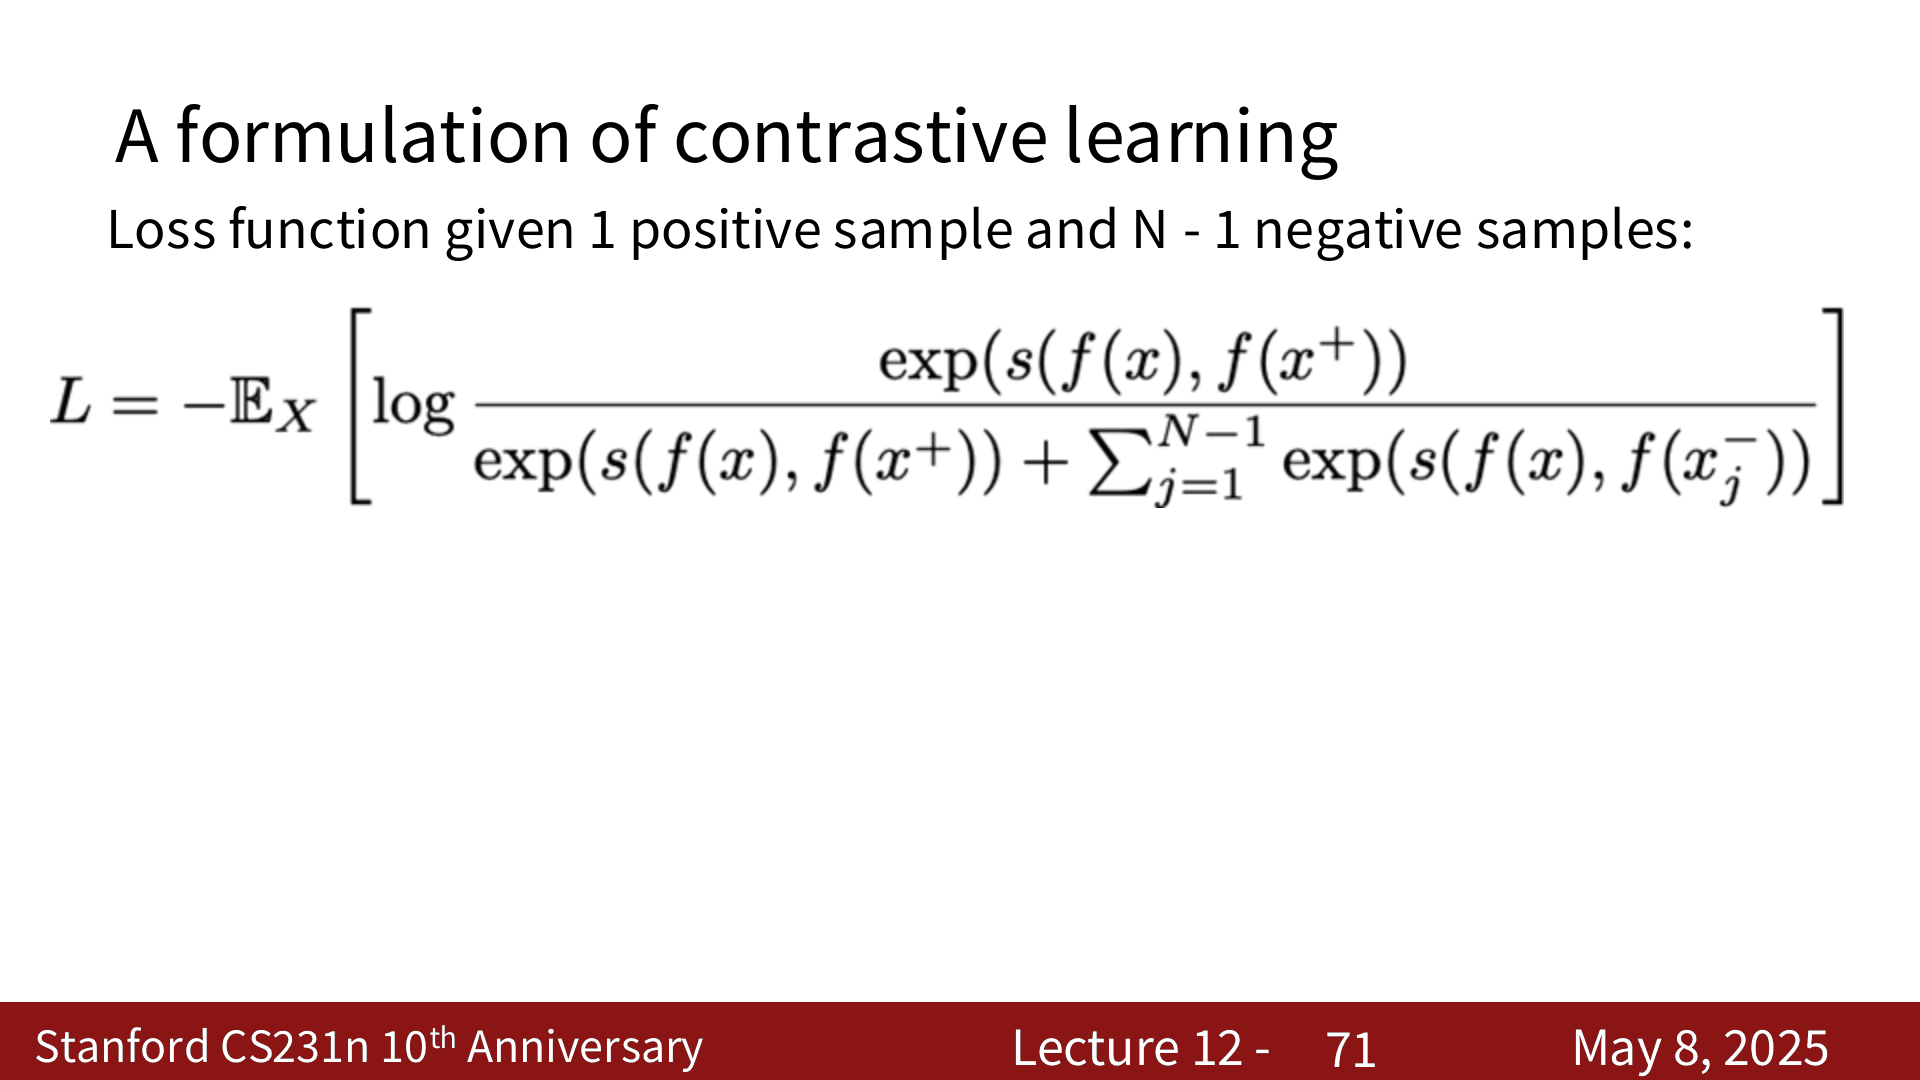 A formulation of contrastive learning
Loss function given 1 positive sample and N - 1 negative samples:
L = −𝔼_X [ log \frac{exp(s(f(x), f(x^+))}{exp(s(f(x), f(x^+)) + ∑_{j=1}^{N−1} exp(s(f(x), f(x_j^−))} ]
Stanford CS231n 10th Anniversary Lecture 12 - 71 May 8, 2025